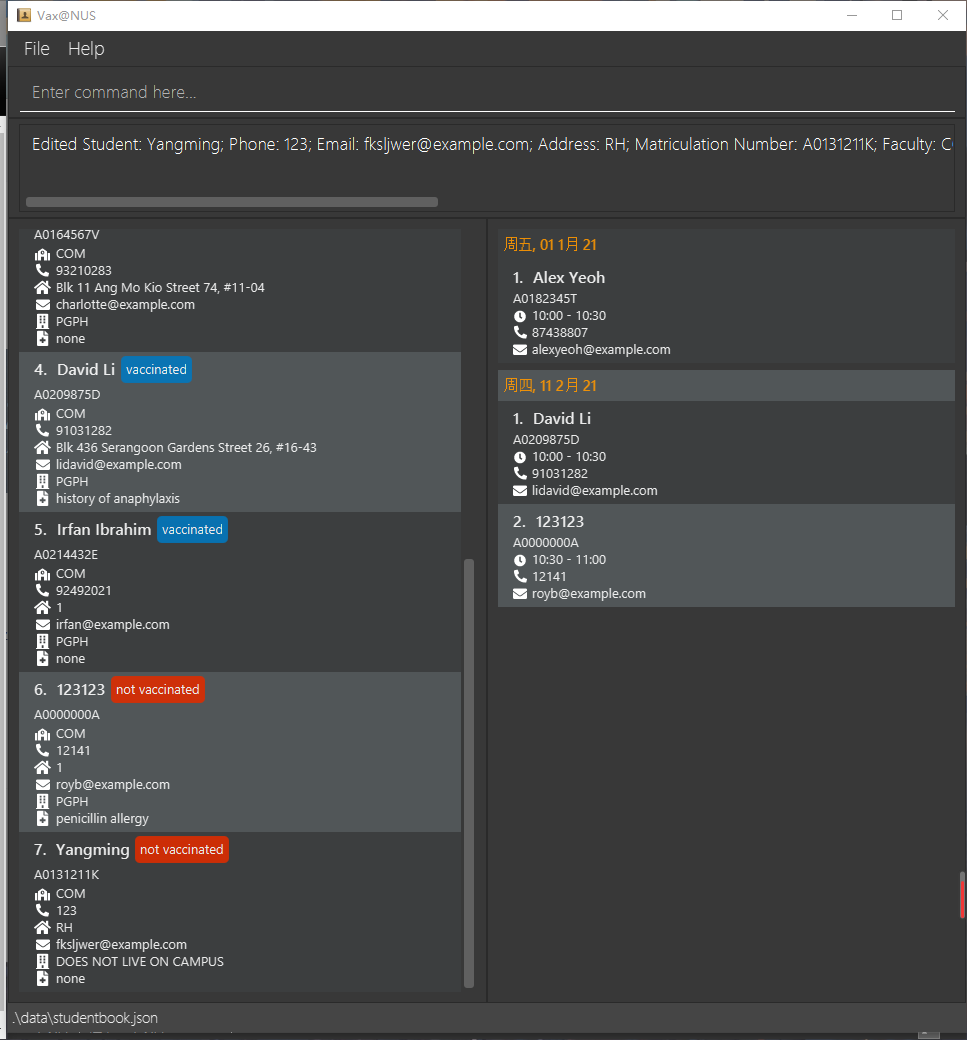 Vax@NUS
File Help
Enter command here...
Edited Student: Yangming; Phone: 123; Email: fksljwer@example.com; Address: RH; Matriculation Number: A0131211K; Faculty:
A0164567V
COM
93210283
Blk 11 Ang Mo Kio Street 74, #11-04
charlotte@example.com
PGPH
none
4. David Li vaccinated
A0209875D
COM
91031282
Blk 436 Serangoon Gardens Street 26, #16-43
lidavid@example.com
PGPH
history of anaphylaxis
5. Irfan Ibrahim vaccinated
A0214432E
COM
92492021
1
irfan@example.com
PGPH
none
6. 123123 not vaccinated
A0000000A
COM
12141
1
royb@example.com
PGPH
penicillin allergy
7. Yangming not vaccinated
A0131211K
COM
123
RH
fksljwer@example.com
DOES NOT LIVE ON CAMPUS
none
周五, 01 1月 21
1. Alex Yeoh
A0182345T
10:00 - 10:30
87438807
alexyeoh@example.com
周四, 11 2月 21
1. David Li
A0209875D
10:00 - 10:30
91031282
lidavid@example.com
2. 123123
A0000000A
10:30 - 11:00
12141
royb@example.com
.\data\studentbook.json